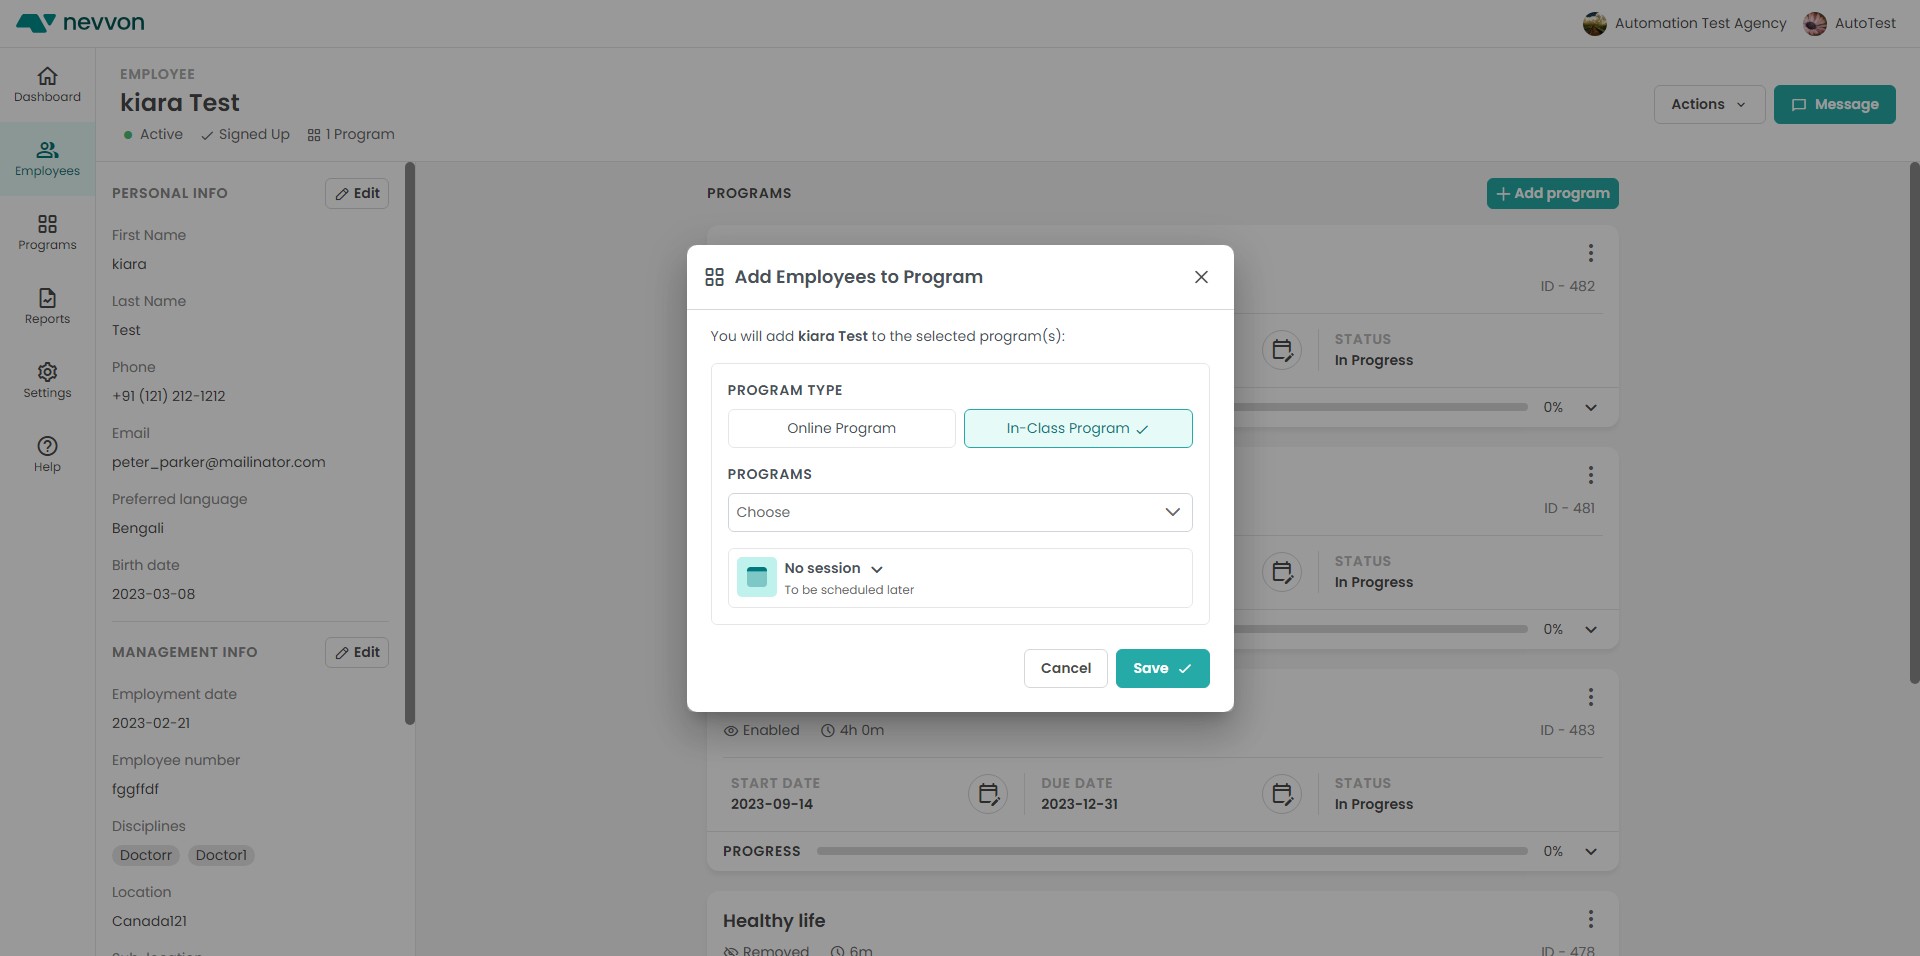 nevvon
Automation Test Agency
AutoTest
Dashboard
Employees
Programs
Reports
Settings
Help
EMPLOYEE
kiara Test
Active
Signed Up
1 Program
Actions
Message
PERSONAL INFO
Edit
First Name
kiara
Last Name
Test
Phone
+91 (121) 212-1212
Email
peter_parker@mailinator.com
Preferred language
Bengali
Birth date
2023-03-08
MANAGEMENT INFO
Edit
Employment date
2023-02-21
Employee number
fggffdf
Disciplines
Doctorr
Doctor1
Location
Canada121
PROGRAMS
Add program
ID - 482
STATUS
In Progress
0%
ID - 481
STATUS
In Progress
0%
Enabled
4h 0m
ID - 483
START DATE
2023-09-14
DUE DATE
2023-12-31
STATUS
In Progress
PROGRESS
0%
Healthy life
Removed
6m
ID - 478
Add Employees to Program
You will add kiara Test to the selected program(s):
PROGRAM TYPE
Online Program
In-Class Program
PROGRAMS
Choose
No session
To be scheduled later
Cancel
Save